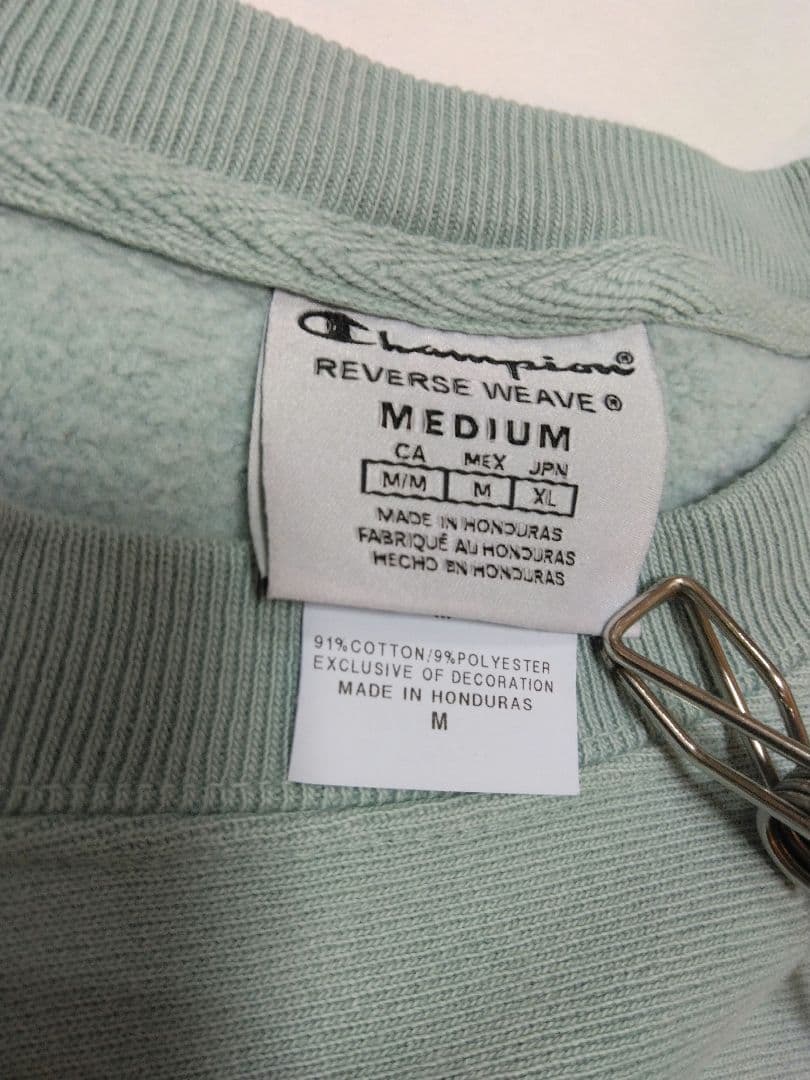 Champion®
REVERSE WEAVE®
MEDIUM
CA MEX JPN
M/M M XL
MADE IN HONDURAS
FABRIQUÉ AU HONDURAS
HECHO EN HONDURAS
91%COTTON/9%POLYESTER
EXCLUSIVE OF DECORATION
MADE IN HONDURAS
M